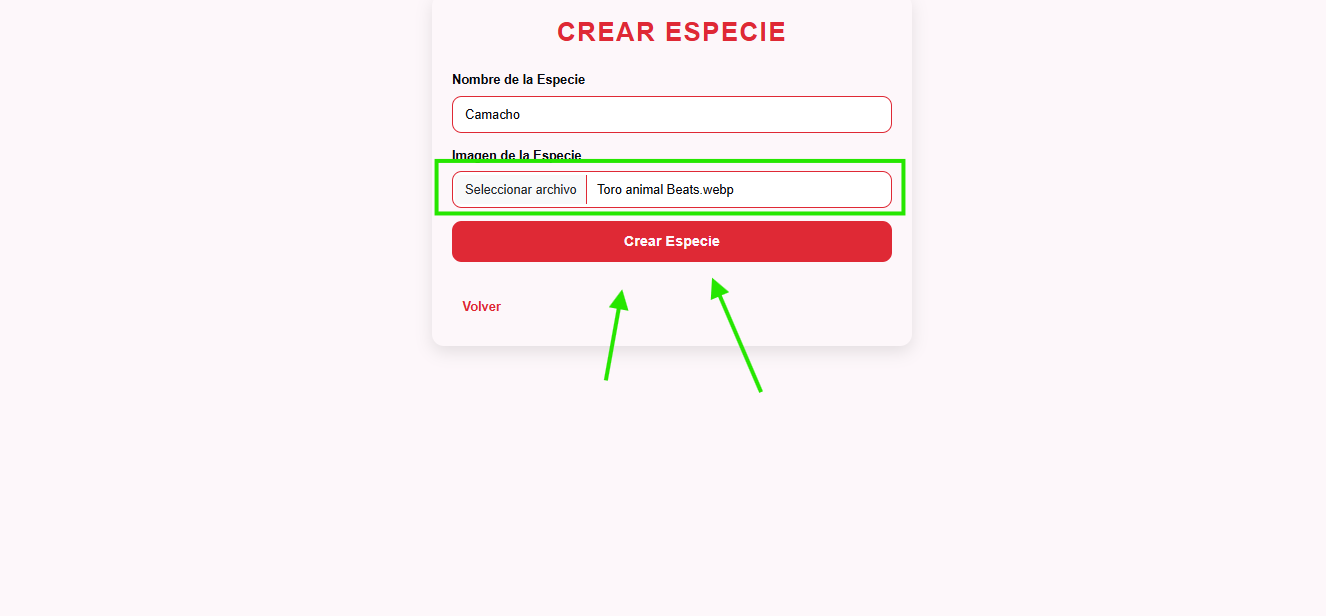 CREAR ESPECIE
Nombre de la Especie
Camacho
Imagen de la Especie
Seleccionar archivo Toro animal Beats.webp
Crear Especie
Volver